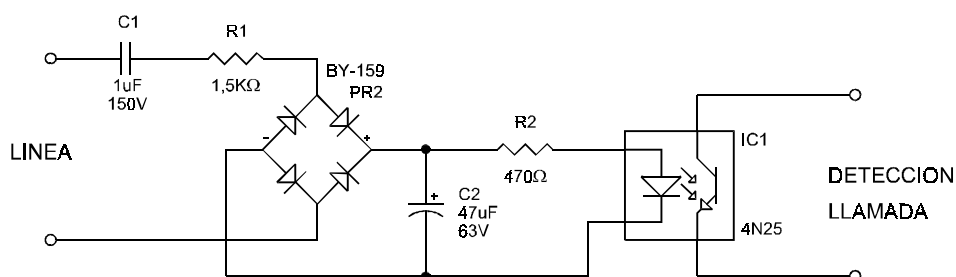 C1
1uF
150V
R1
1,5KΩ
BY-159
PR2
-
+
LINEA
R2
470Ω
C2
+
47uF
63V
IC1
4N25
DETECCION
LLAMADA